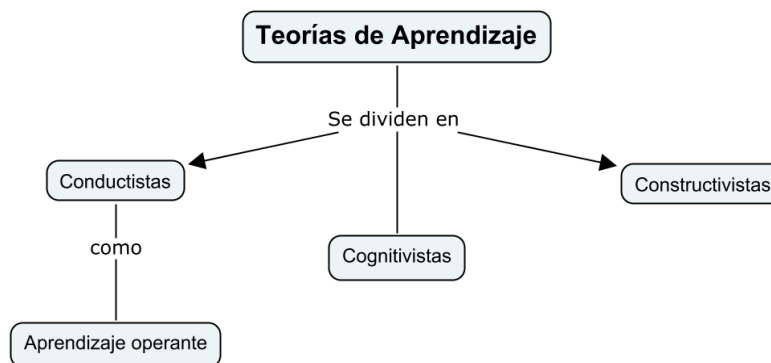 Teorías de Aprendizaje
Se dividen en
Conductistas
Constructivistas
como
Cognitivistas
Aprendizaje operante